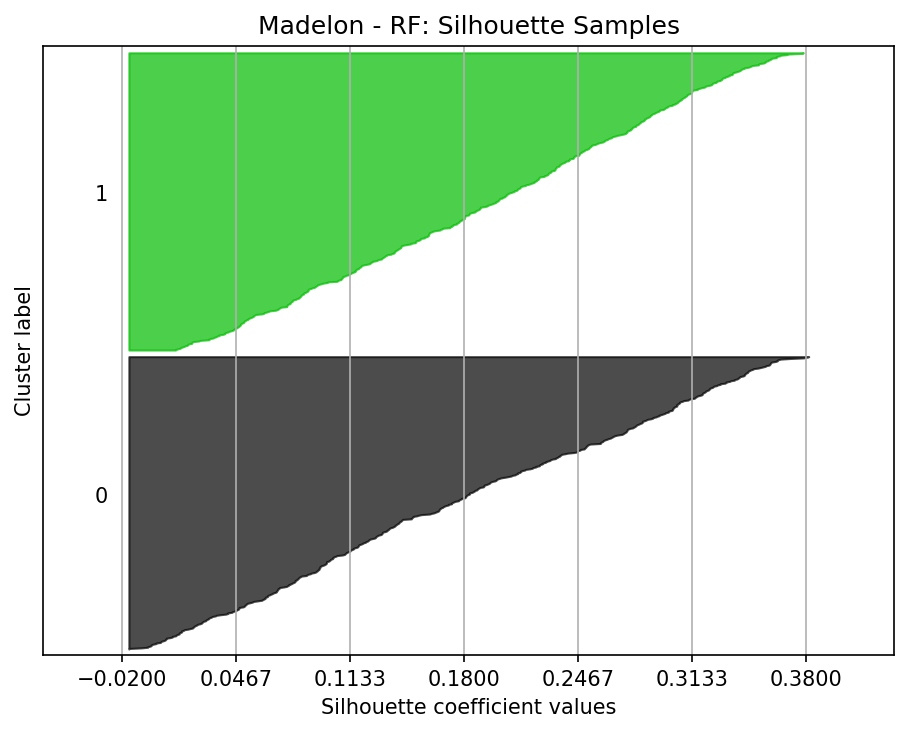 Madelon - RF: Silhouette Samples
1
0
Cluster label
−0.0200 0.0467 0.1133 0.1800 0.2467 0.3133 0.3800
Silhouette coefficient values